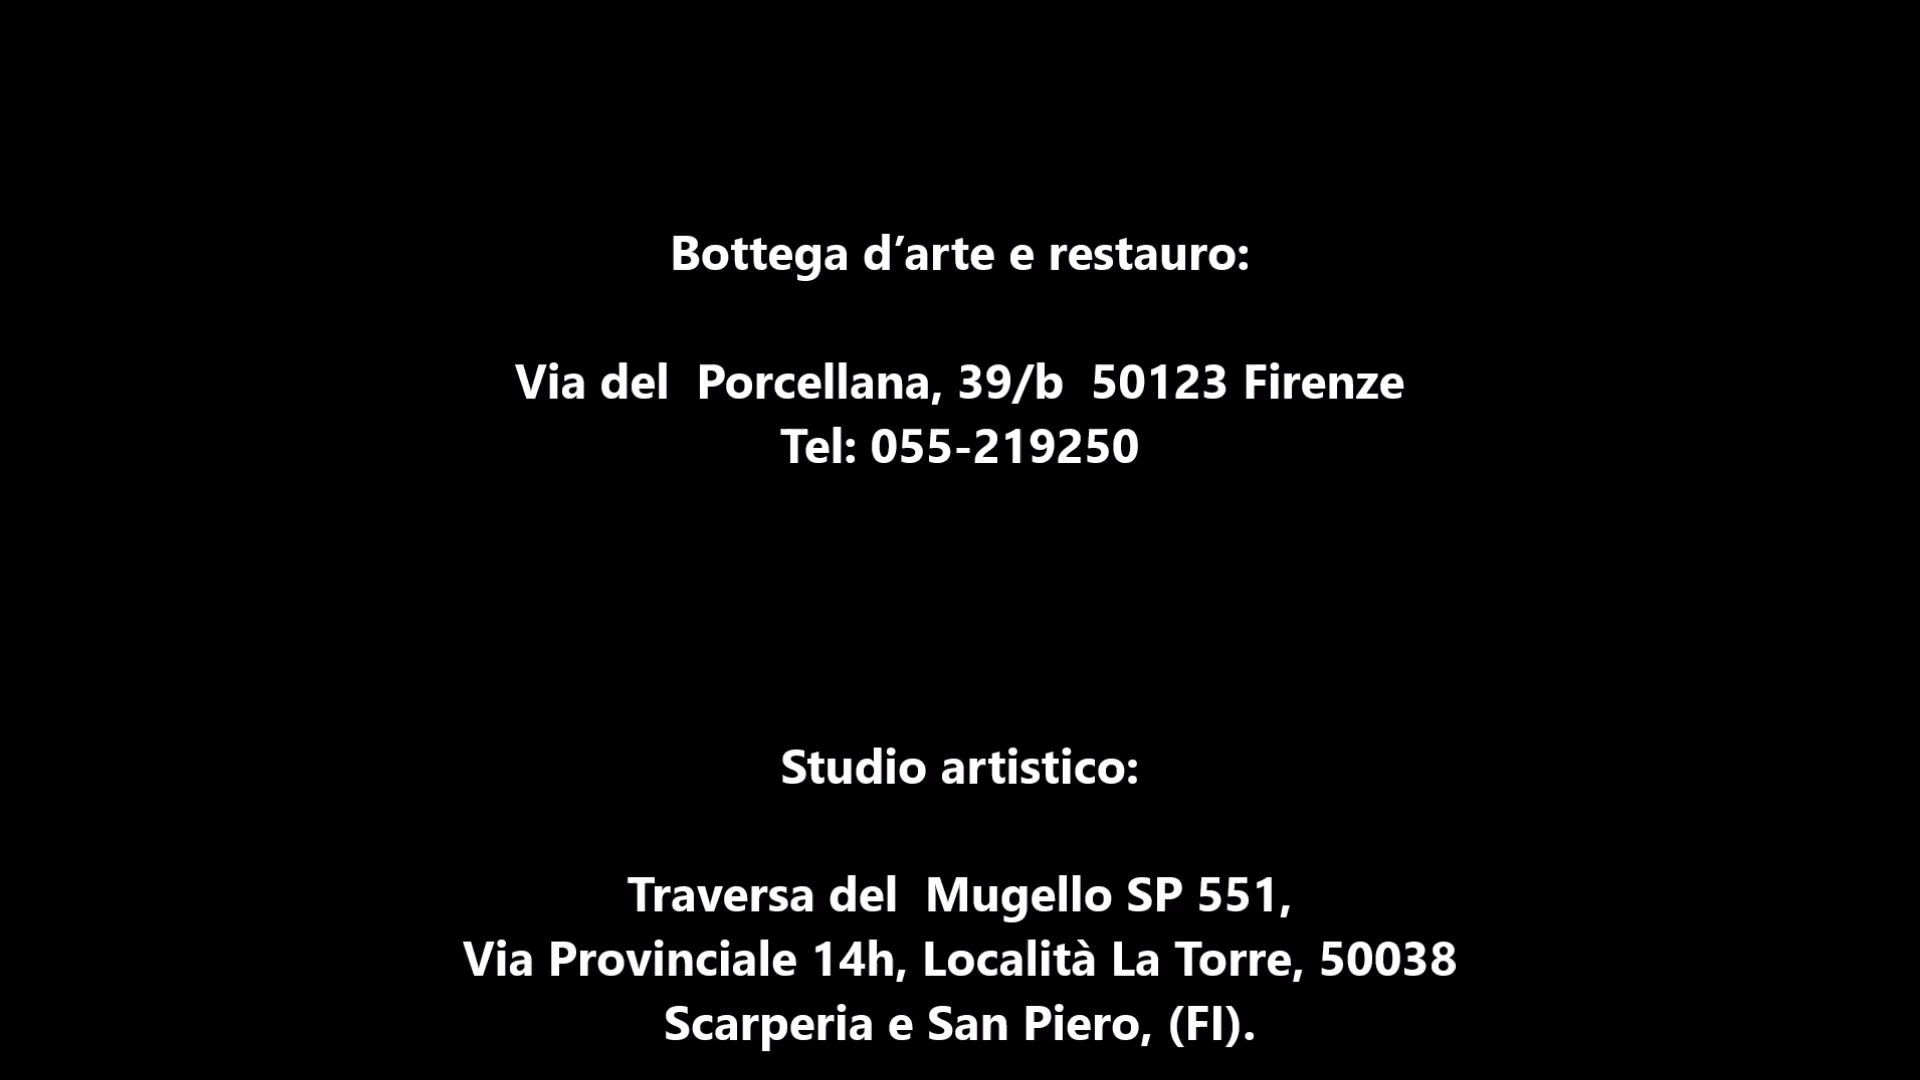 Bottega d’arte e restauro:
Via del  Porcellana, 39/b  50123 Firenze
Tel: 055-219250
Studio artistico:
Traversa del  Mugello SP 551,
Via Provinciale 14h, Località La Torre, 50038
Scarperia e San Piero, (FI).